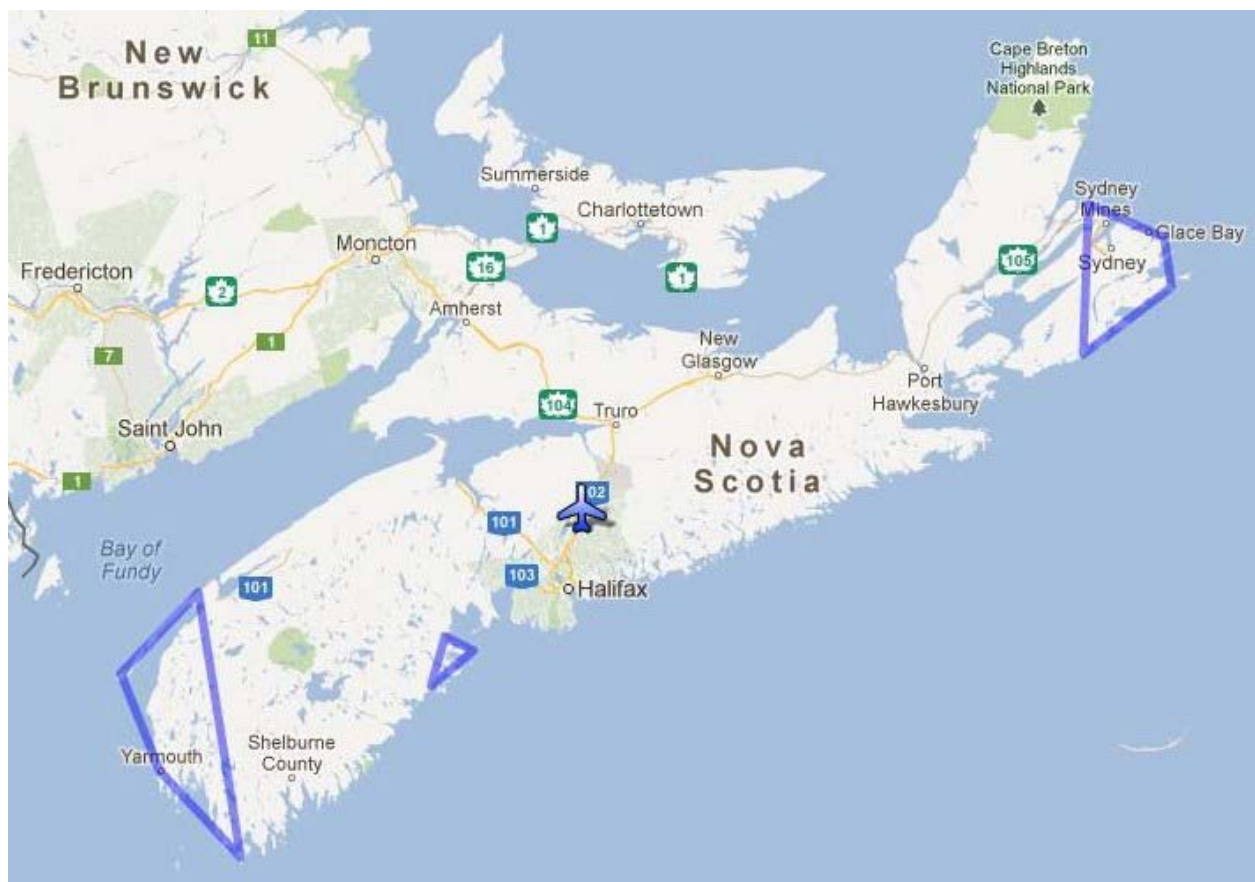 New
Brunswick
11
Cape Breton
Highlands
National Park
Summerside
Charlottetown
1
Sydney
Mines
Glace Bay
Sydney
105
Moncton
16
1
Fredericton
2
Amherst
1
7
New
Glasgow
Port
Hawkesbury
104
Truro
Saint John
Nova
Scotia
1
02
101
Bay of
Fundy
103
Halifax
101
Yarmouth
Shelburne
County